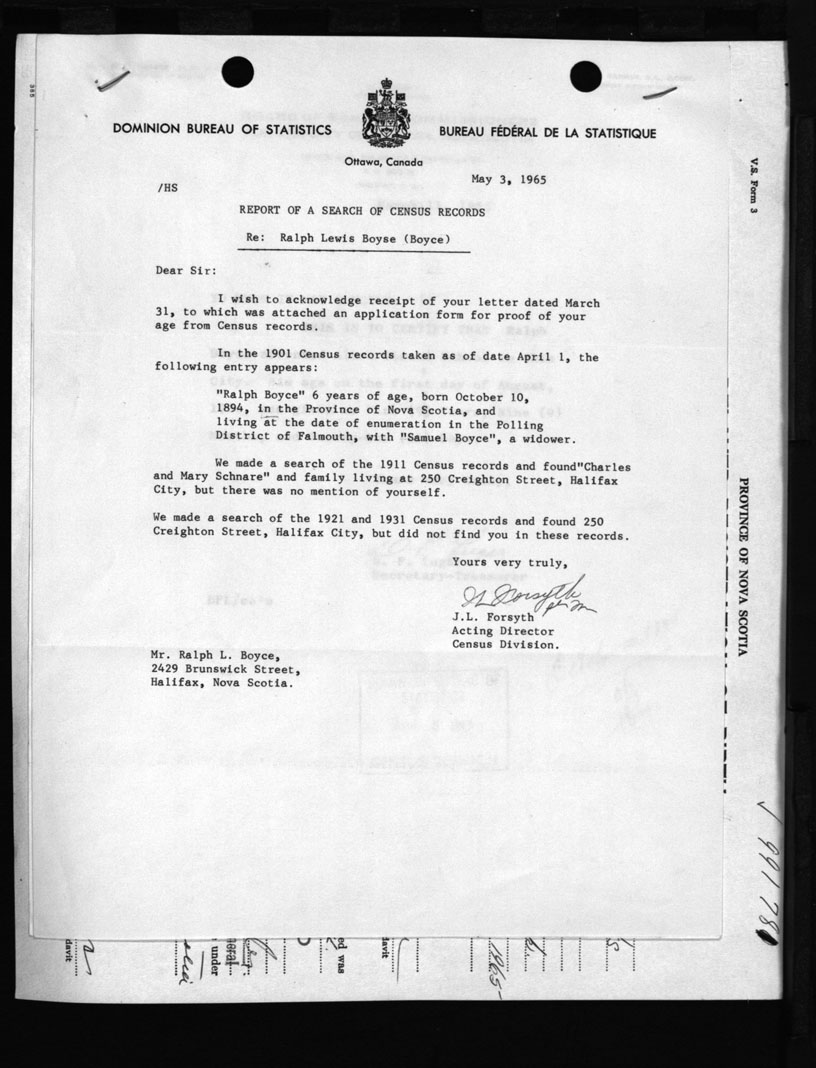 DOMINION BUREAU OF STATISTICS
BUREAU FÉDÉRAL DE LA STATISTIQUE
Ottawa, Canada
May 3, 1965
/HS
REPORT OF A SEARCH OF CENSUS RECORDS
Re: Ralph Lewis Boyse (Boyce)
Dear Sir:
I wish to acknowledge receipt of your letter dated March
31, to which was attached an application form for proof of your
age from Census records.
In the 1901 Census records taken as of date April 1, the
following entry appears:
"Ralph Boyce" 6 years of age, born October 10,
1894, in the Province of Nova Scotia, and
living at the date of enumeration in the Polling
District of Falmouth, with "Samuel Boyce", a widower.
We made a search of the 1911 Census records and found"Charles
and Mary Schnare" and family living at 250 Creighton Street, Halifax
City, but there was no mention of yourself.
We made a search of the 1921 and 1931 Census records and found 250
Creighton Street, Halifax City, but did not find you in these records.
Yours very truly,
J.L. Forsyth
J.L. Forsyth
Acting Director
Census Division.
Mr. Ralph L. Boyce,
2429 Brunswick Street,
Halifax, Nova Scotia.
V.S. Form 3
PROVINCE OF NOVA SCOTIA
davit
under
neral
ed was
davit
1965